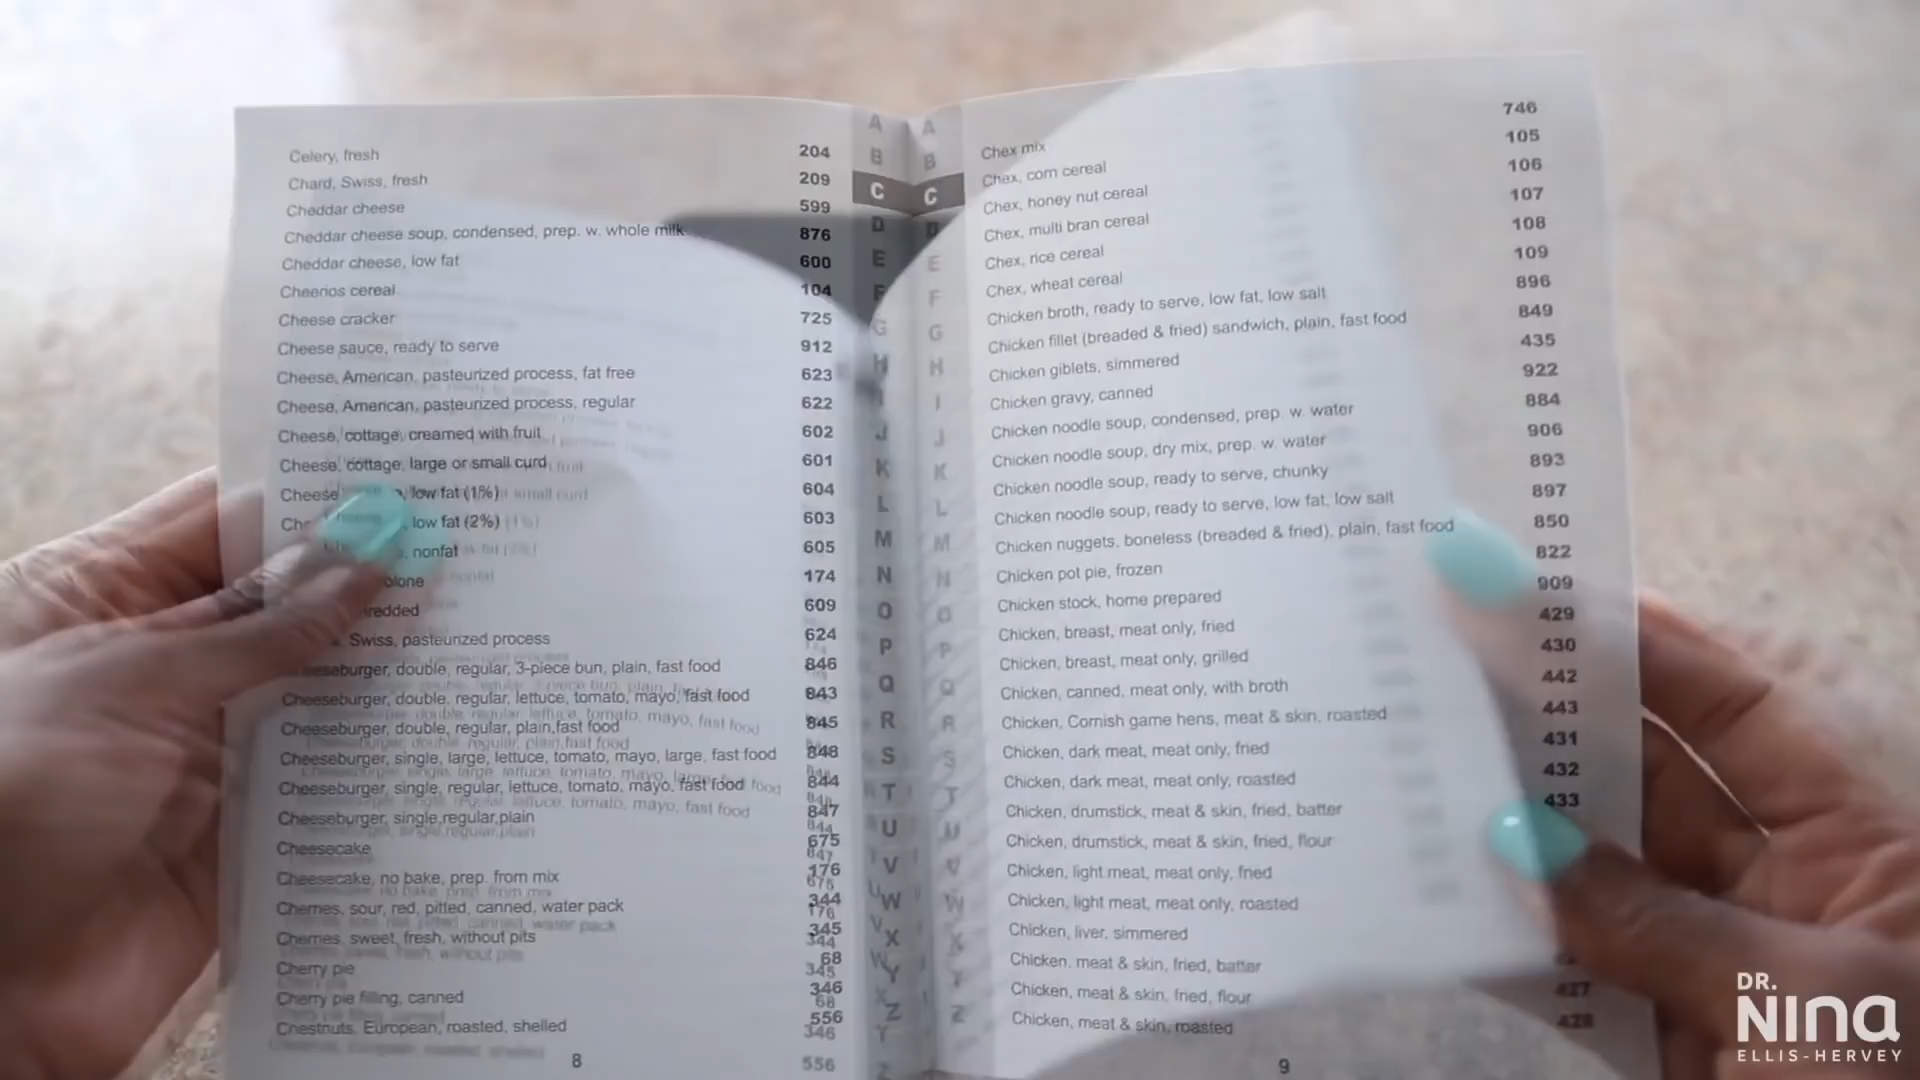 Celery, fresh 204
Chard, Swiss, fresh 209
Cheddar cheese 599
Cheddar cheese soup, condensed, prep. w. whole milk 876
Cheddar cheese, low fat 600
Cheerios cereal 104
Cheese cracker 725
Cheese sauce, ready to serve 912
Cheese, American, pasteurized process, fat free 623
Cheese, American, pasteurized process, regular 622
Cheese, cottage, creamed with fruit 602
Cheese, cottage, large or small curd 601
Cheese low fat (1%) 604
low fat (2%) 603
nonfat 605
174
609
Swiss, pasteurized process 624
Cheeseburger, double, regular, 3-piece bun, plain, fast food 846
Cheeseburger, double, regular, lettuce, tomato, mayo, fast food 843
Cheeseburger, double, regular, plain,fast food 845
Cheeseburger, single, large, lettuce, tomato, mayo, large, fast food 848
Cheeseburger, single, regular, lettuce, tomato, mayo, fast food 844
Cheeseburger, single,regular,plain 847
Cheesecake 675
Cheesecake, no bake, prep. from mix 176
Cherries, sour, red, pitted, canned, water pack 344
Cherries, sweet, fresh, without pits 345
Cherry pie 68
Cherry pie filling, canned 346
Chestnuts, European, roasted, shelled 556
8
A
B
C
D
E
F
G
H
I
J
K
L
M
N
O
P
Q
R
S
T
U
V
W
X
Y
Z
A
B
C
D
E
F
G
H
I
J
K
L
M
N
O
P
Q
R
S
T
U
V
W
X
Y
Z
Chex mix 746
Chex, corn cereal 105
Chex, honey nut cereal 106
Chex, multi bran cereal 107
Chex, rice cereal 108
Chex, wheat cereal 109
Chicken broth, ready to serve, low fat, low salt 896
Chicken fillet (breaded & fried) sandwich, plain, fast food 849
Chicken giblets, simmered 435
Chicken gravy, canned 922
Chicken noodle soup, condensed, prep. w. water 884
Chicken noodle soup, dry mix, prep. w. water 906
Chicken noodle soup, ready to serve, chunky 893
Chicken noodle soup, ready to serve, low fat, low salt 897
Chicken nuggets, boneless (breaded & fried), plain, fast food 850
Chicken pot pie, frozen 822
Chicken stock, home prepared 909
Chicken, breast, meat only, fried 429
Chicken, breast, meat only, grilled 430
Chicken, canned, meat only, with broth 442
Chicken, Cornish game hens, meat & skin, roasted 443
Chicken, dark meat, meat only, fried 431
Chicken, dark meat, meat only, roasted 432
Chicken, drumstick, meat & skin, fried, batter 433
Chicken, drumstick, meat & skin, fried, flour
Chicken, light meat, meat only, fried
Chicken, light meat, meat only, roasted
Chicken, liver, simmered
Chicken, meat & skin, fried, batter
Chicken, meat & skin, fried, flour 427
Chicken, meat & skin, roasted 428
9
DR.
NINA
ELLIS-HERVEY